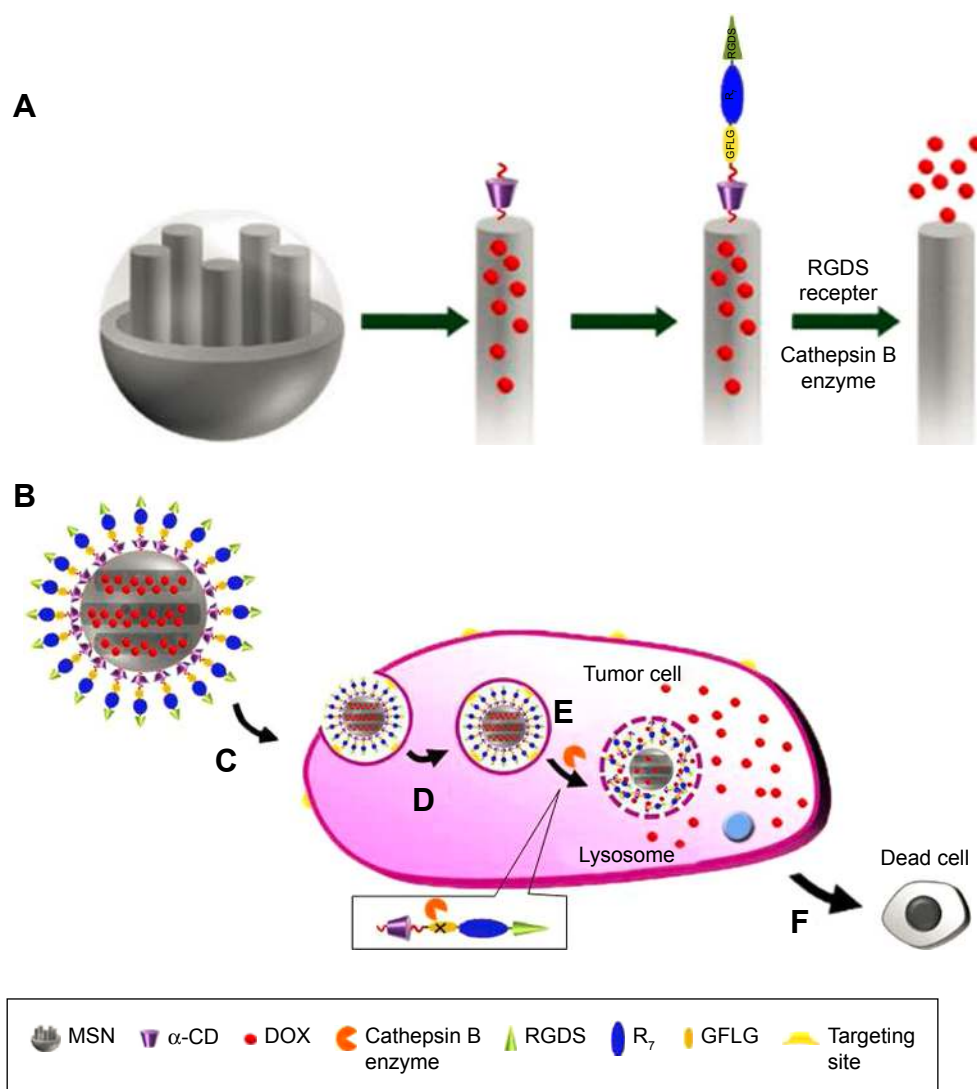 A
RGDS
R
GFLG
RGDS
recepter
Cathepsin B
enzyme
B
C
D
E
F
Tumor cell
Lysosome
Dead cell
MSN
α-CD
DOX
Cathepsin B
enzyme
RGDS
R₇
GFLG
Targeting
site